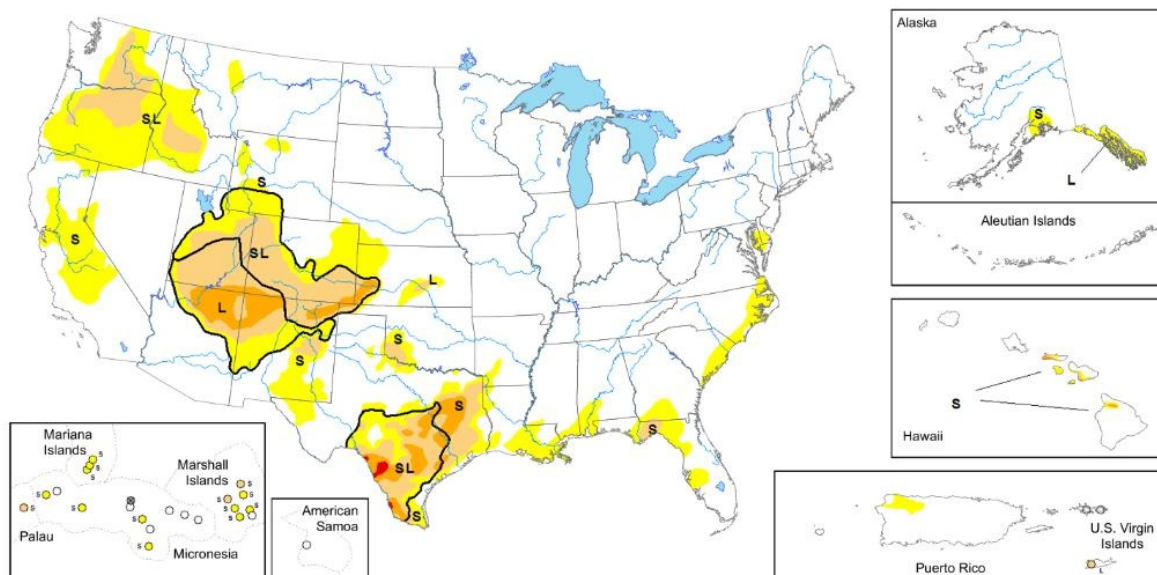 SL
S
S
SL
L
L
S
S
S
SL
S
S
Alaska
S
L
Aleutian Islands
S
Hawaii
Mariana
Islands
S
S
S
Marshall
Islands
S
S
S
S
S
S
S
S
S
S
S
Palau
Micronesia
American
Samoa
U.S. Virgin
Islands
L
Puerto Rico